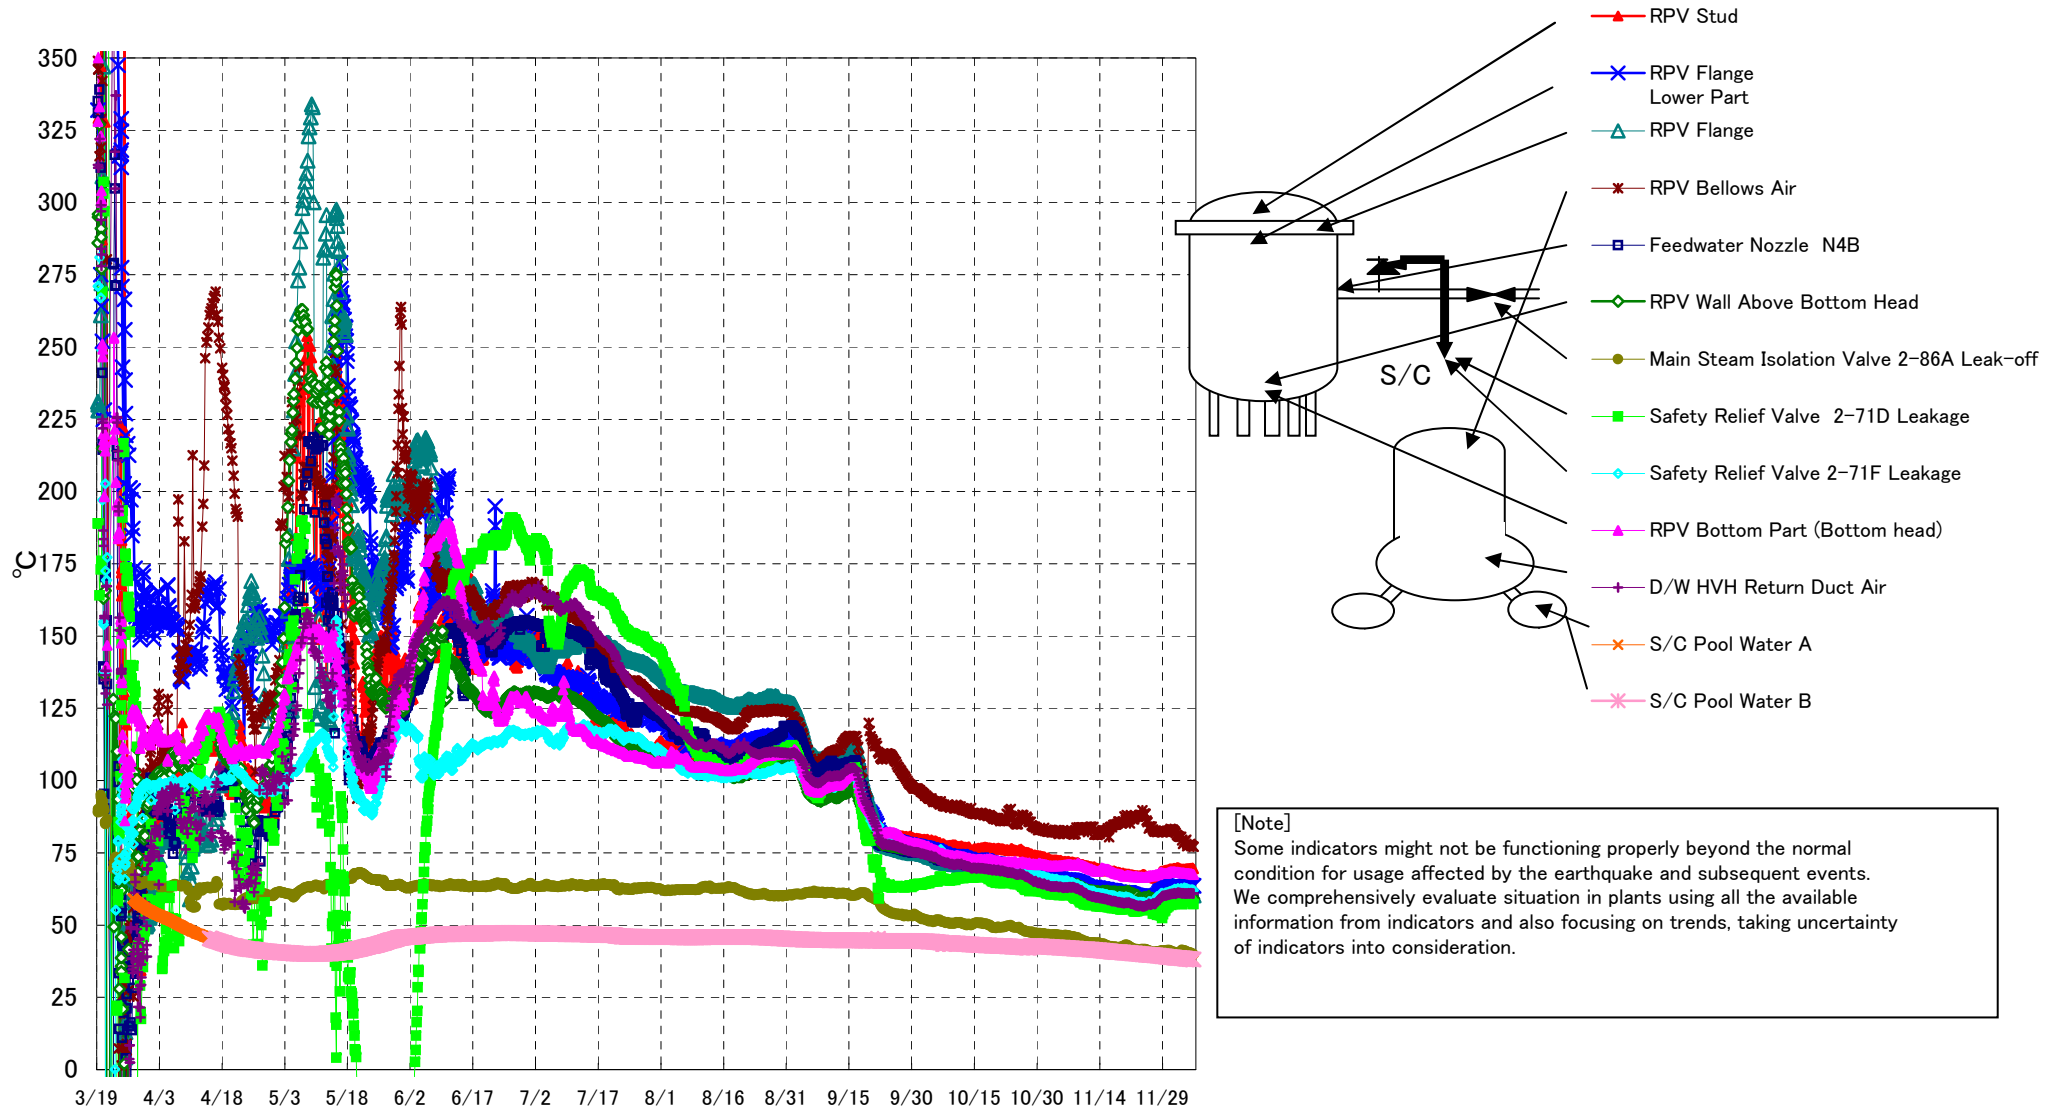 350
325
300
275
250
225
200
175
150
125
100
75
50
25
0
℃
3/19 4/3 4/18 5/3 5/18 6/2 6/17 7/2 7/17 8/1 8/16 8/31 9/15 9/30 10/15 10/30 11/14 11/29
RPV Stud
RPV Flange
Lower Part
RPV Flange
RPV Bellows Air
Feedwater Nozzle N4B
RPV Wall Above Bottom Head
Main Steam Isolation Valve 2-86A Leak-off
Safety Relief Valve 2-71D Leakage
Safety Relief Valve 2-71F Leakage
RPV Bottom Part (Bottom head)
D/W HVH Return Duct Air
S/C Pool Water A
S/C Pool Water B
S/C
[Note]
Some indicators might not be functioning properly beyond the normal
condition for usage affected by the earthquake and subsequent events.
We comprehensively evaluate situation in plants using all the available
information from indicators and also focusing on trends, taking uncertainty
of indicators into consideration.